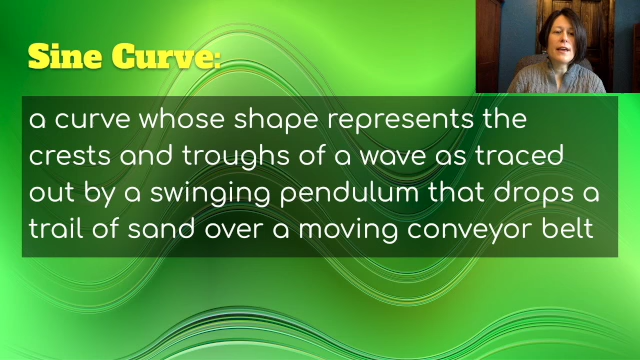 Sine Curve:
a curve whose shape represents the
crests and troughs of a wave as traced
out by a swinging pendulum that drops a
trail of sand over a moving conveyor belt